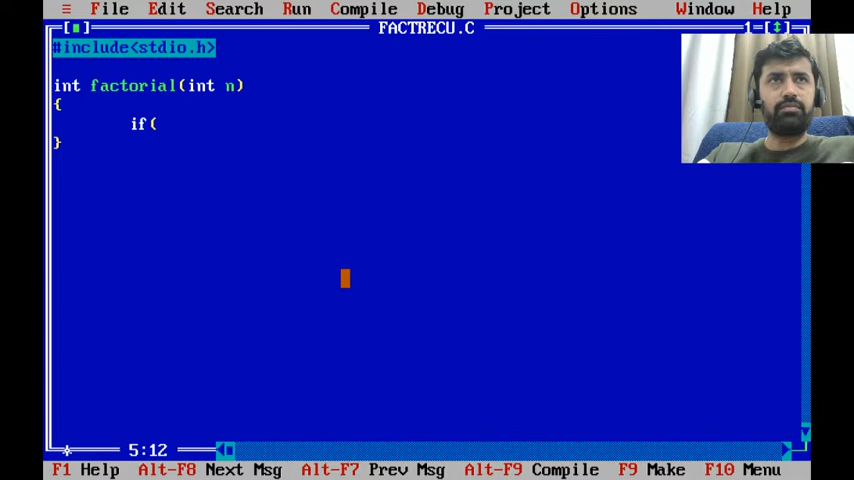 ≡ File Edit Search Run Compile Debug Project Options Window Help
[■] FACTRECU.C 1=[↕]
#include<stdio.h>
int factorial(int n)
{
if(
}
5:12
F1 Help Alt-F8 Next Msg Alt-F7 Prev Msg Alt-F9 Compile F9 Make F10 Menu